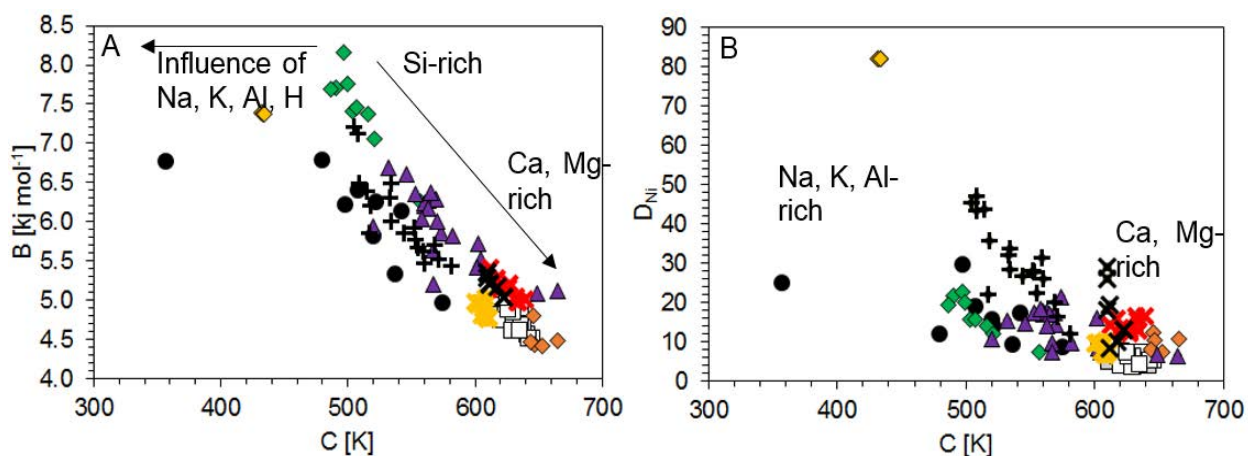 8.5
8.0
7.5
7.0
6.5
6.0
5.5
5.0
4.5
4.0
B [kj mol-1]
A
Influence of
Na, K, Al, H
Si-rich
Ca, Mg-
rich
300
400
500
600
700
C [K]
90
80
70
60
50
40
30
20
10
0
DNi
B
Na, K, Al-
rich
Ca, Mg-
rich
300
400
500
600
700
C [K]